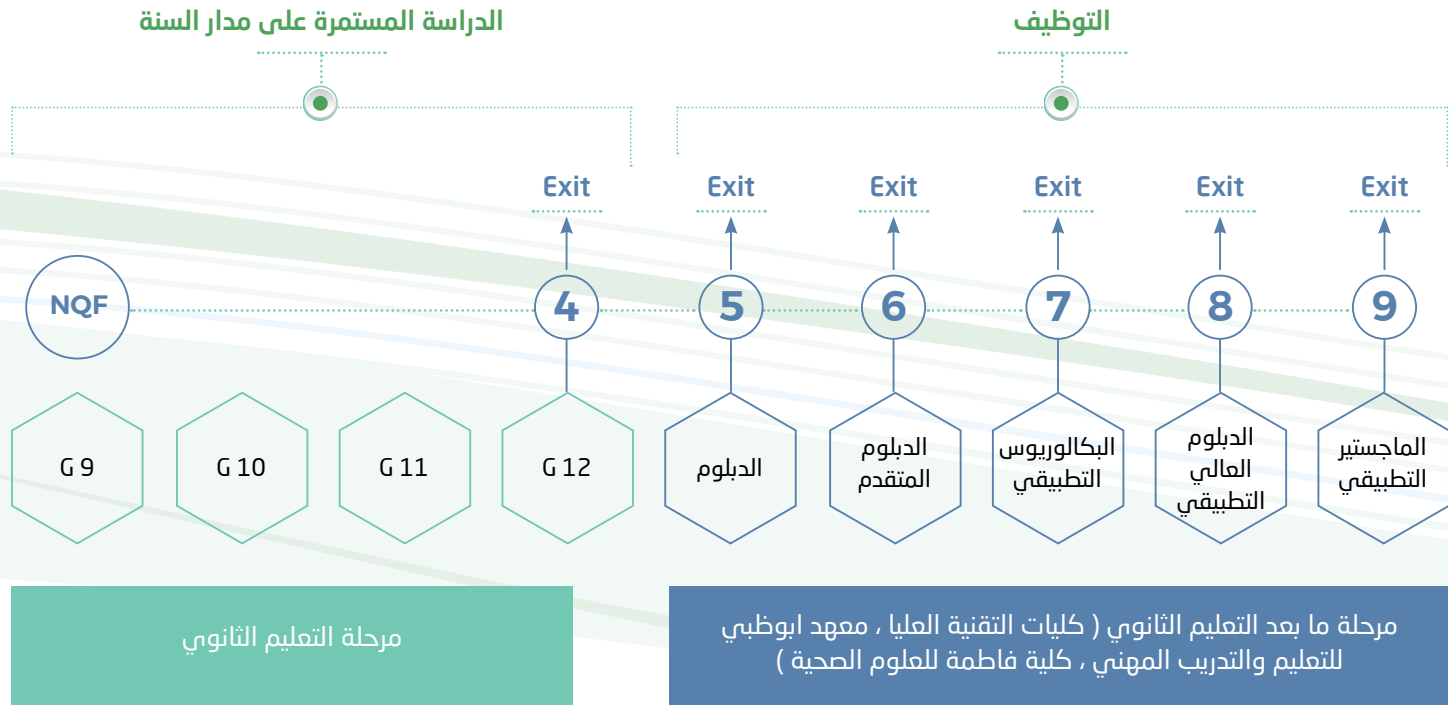 الدراسة المستمرة على مدار السنة
التوظيف
Exit
Exit
Exit
Exit
Exit
Exit
NQF
4
5
6
7
8
9
G 9
G 10
G 11
G 12
الدبلوم
الدبلوم
المتقدم
البكالوريوس
التطبيقي
الدبلوم
العالي
التطبيقي
الماجستير
التطبيقي
مرحلة التعليم الثانوي
مرحلة ما بعد التعليم الثانوي ( كليات التقنية العليا ، معهد ابوظبي
للتعليم والتدريب المهني ، كلية فاطمة للعلوم الصحية )